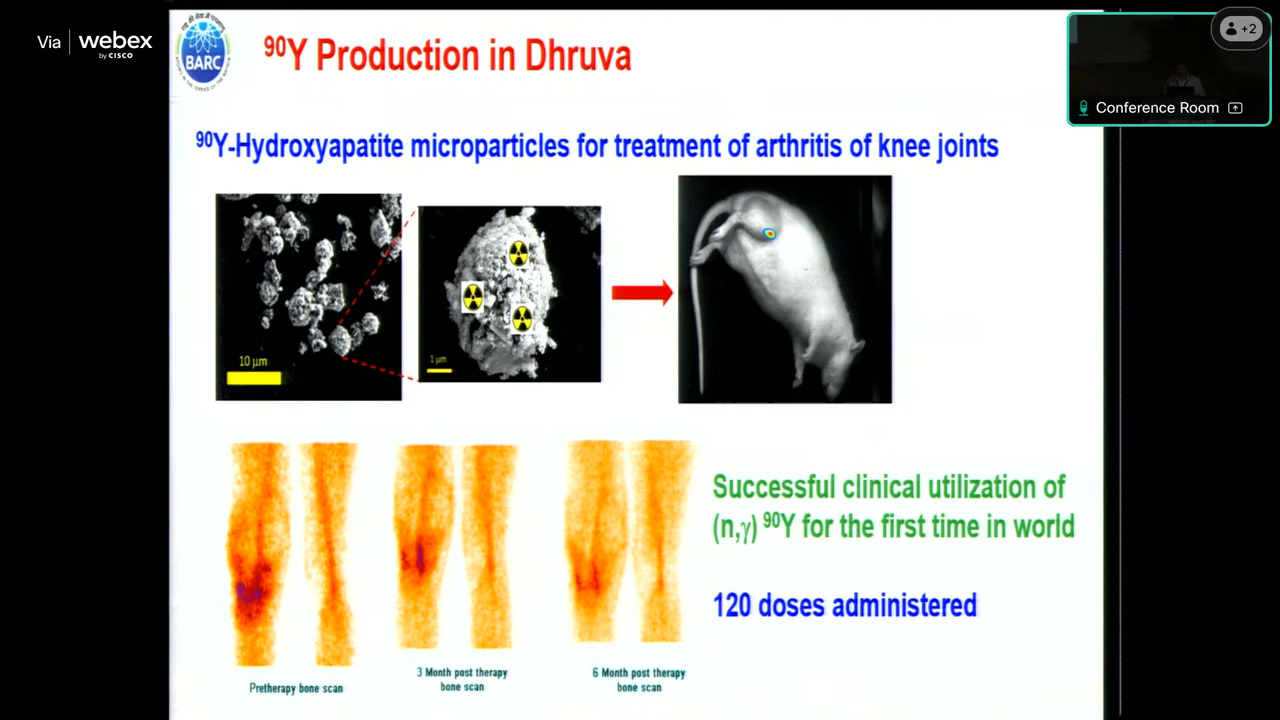 Via webex
by CISCO
BARC
⁹⁰Y Production in Dhruva
+2
Conference Room
⁹⁰Y-Hydroxyapatite microparticles for treatment of arthritis of knee joints
10 µm
1 µm
Successful clinical utilization of
(n,γ) ⁹⁰Y for the first time in world
120 doses administered
Pretherapy bone scan
3 Month post therapy
bone scan
6 Month post therapy
bone scan